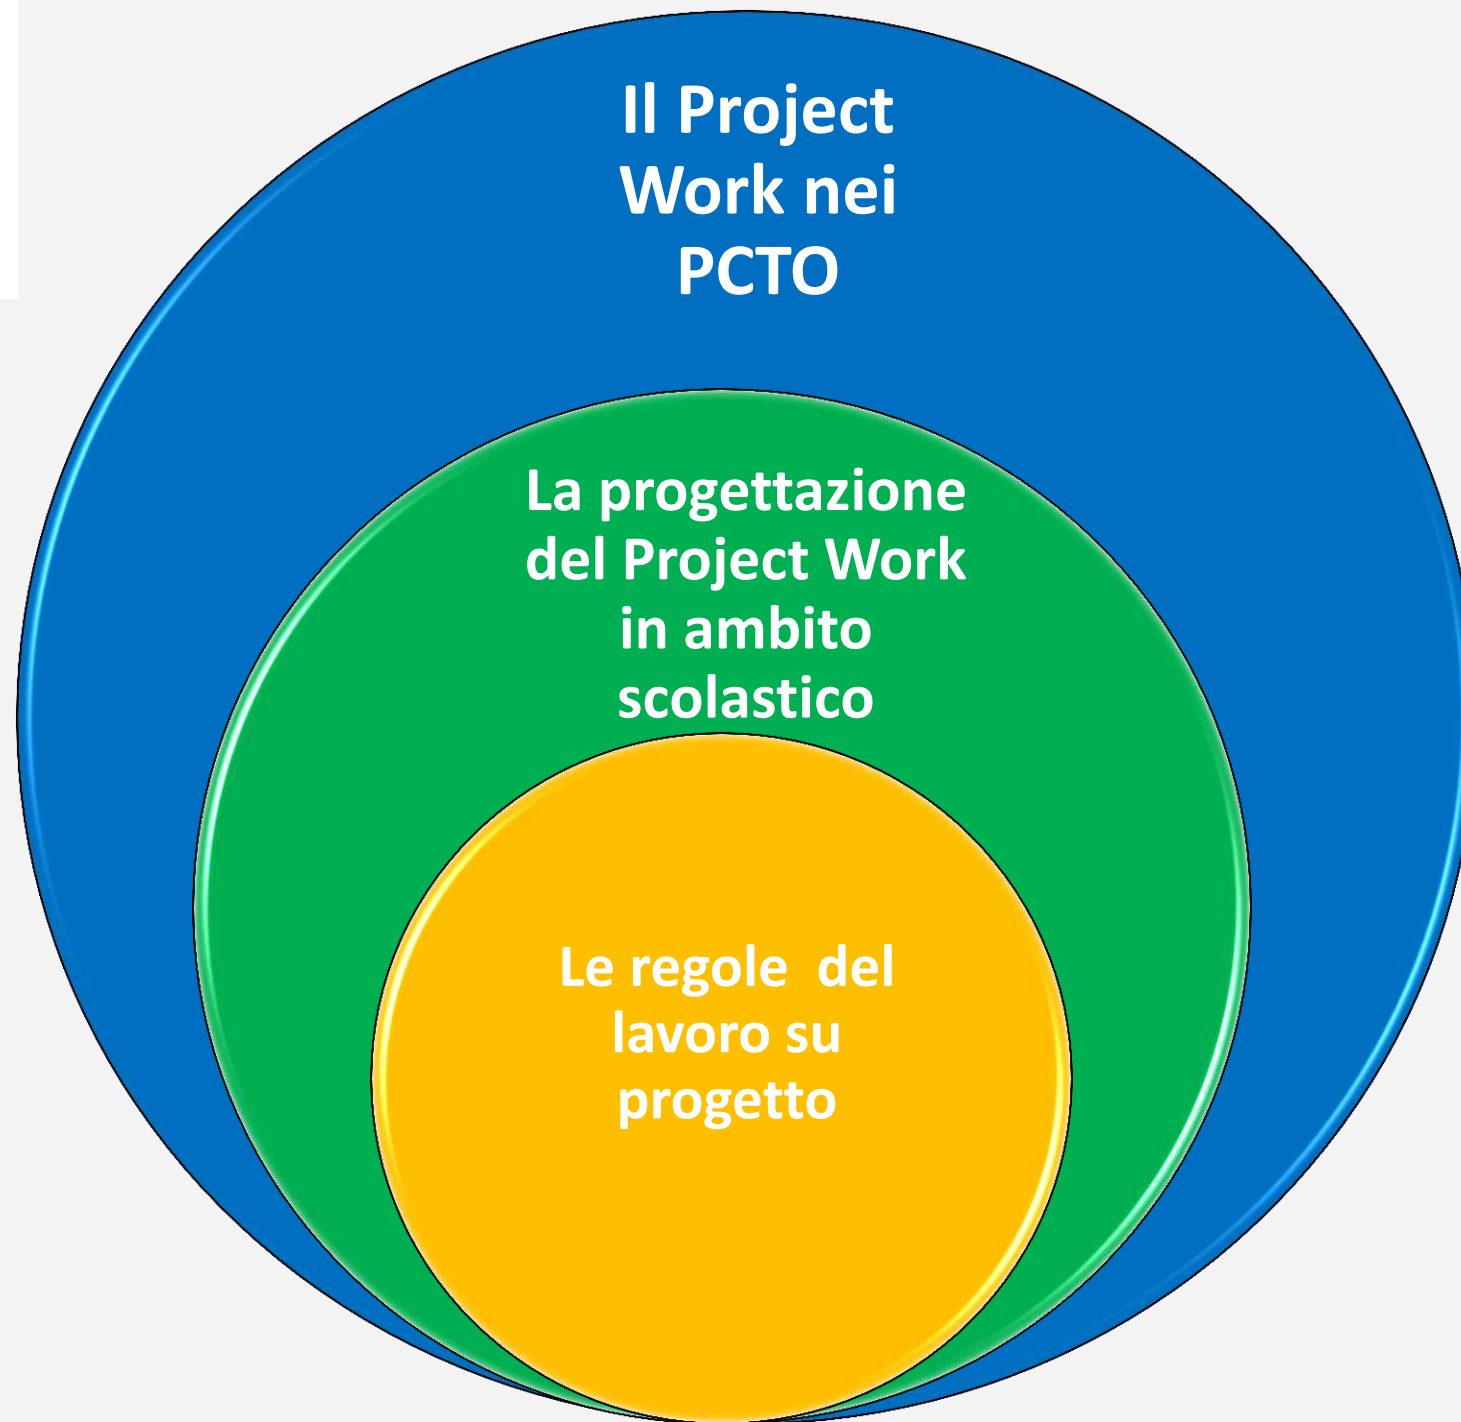 Il Project
Work nei
PCTO
La progettazione
del Project Work
in ambito
scolastico
Le regole  del
lavoro su
progetto